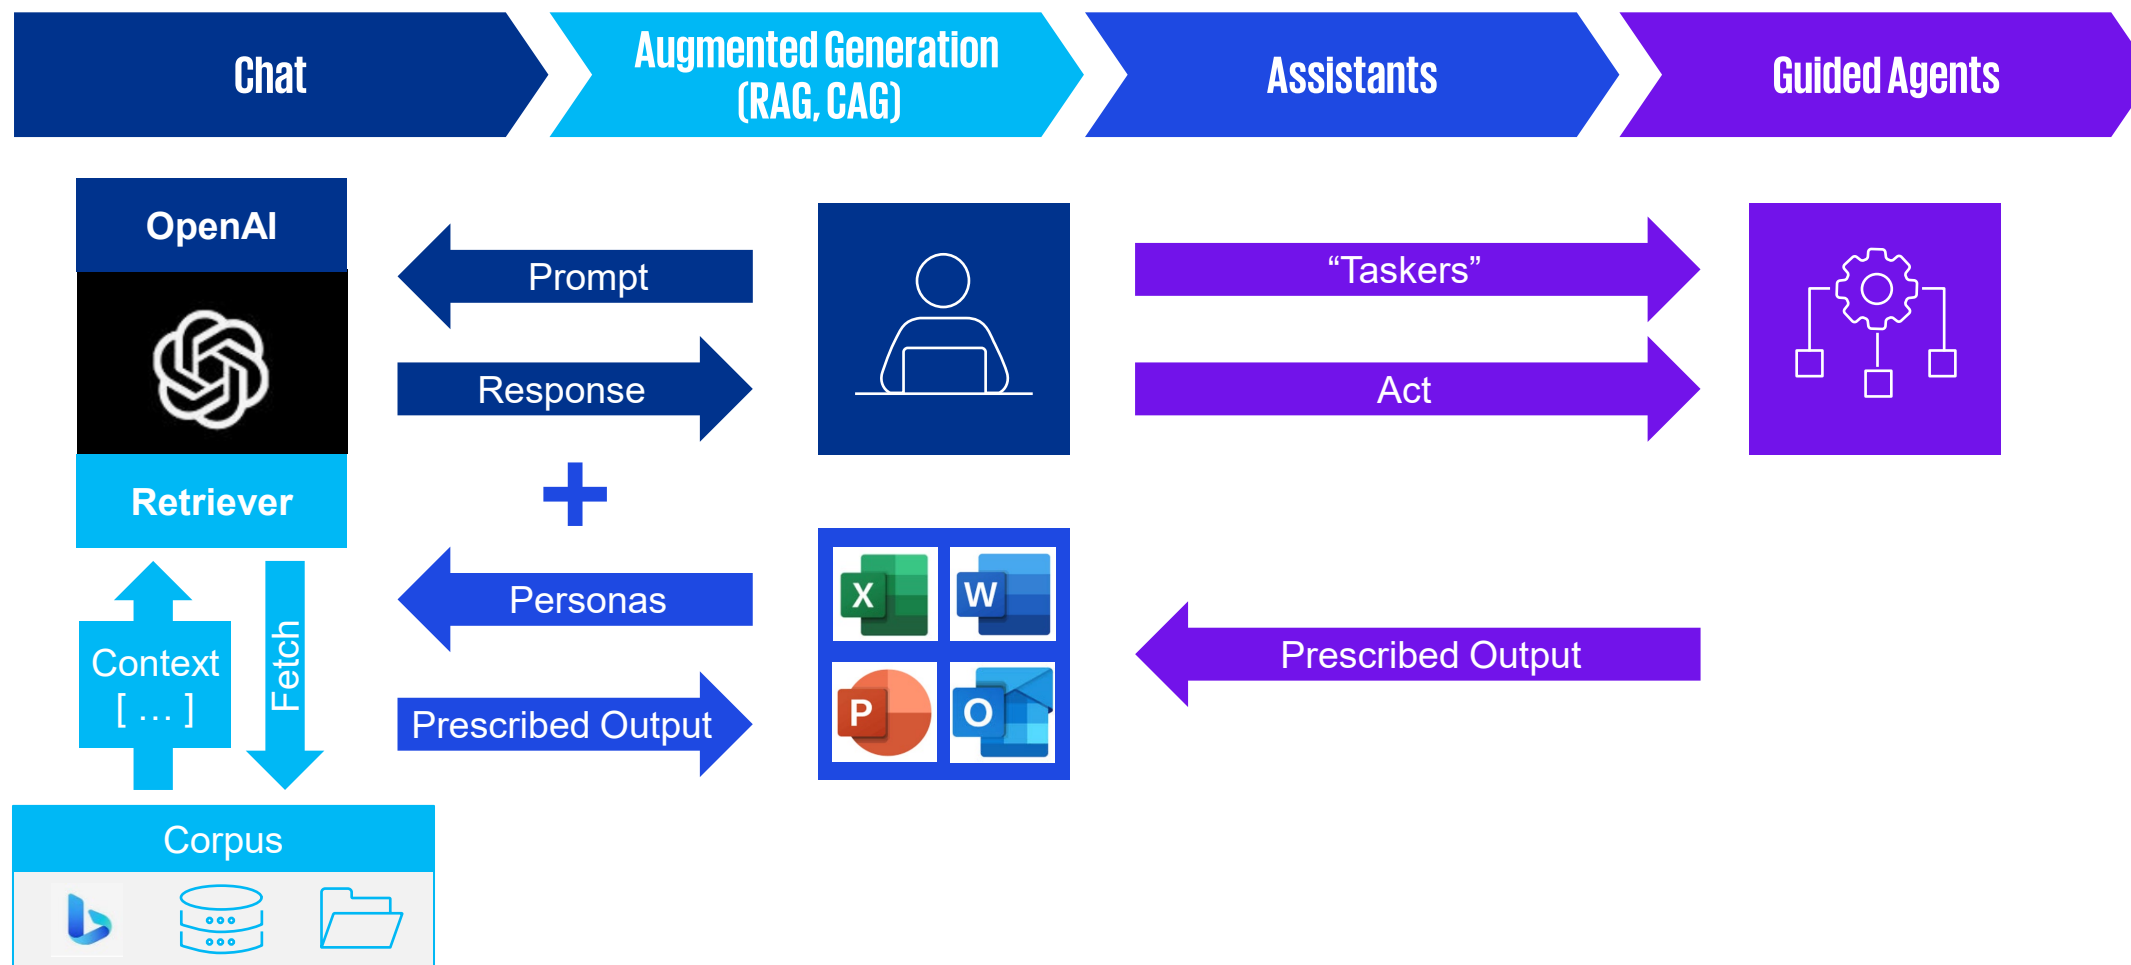 Chat
Augmented Generation
(RAG, CAG)
Assistants
Guided Agents
OpenAI
Retriever
Prompt
Response
“Taskers”
Act
Personas
Prescribed Output
X
W
P
O
Prescribed Output
Context
[ ... ]
Fetch
Corpus